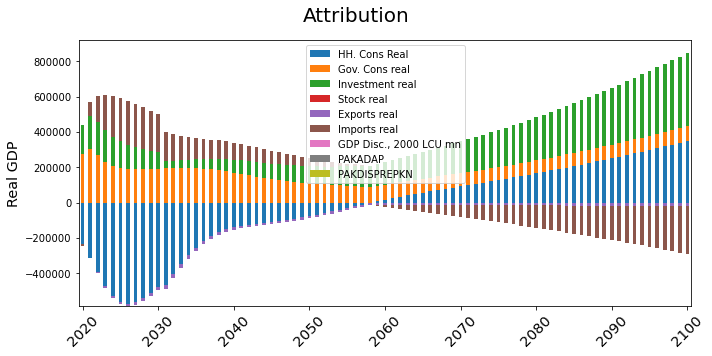 Attribution
Real GDP
800000
600000
400000
200000
0
−200000
−400000
HH. Cons Real
Gov. Cons real
Investment real
Stock real
Exports real
Imports real
GDP Disc., 2000 LCU mn
PAKADAP
PAKDISPREPKN
2020
2030
2040
2050
2060
2070
2080
2090
2100